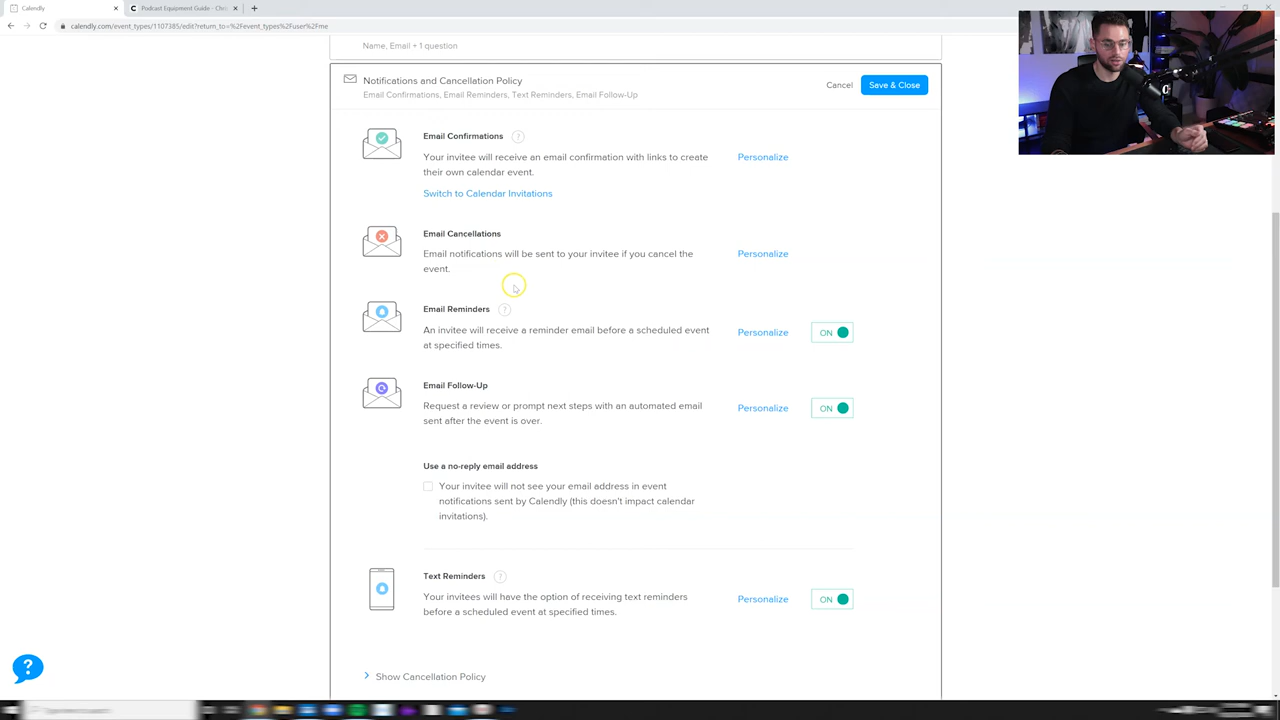 Calendly
Podcast Equipment Guide - Chri
calendly.com/event_types/1107385/edit?return_to=%2Fevent_types%2Fuser%2Fme
Name, Email + 1 question
Notifications and Cancellation Policy
Email Confirmations, Email Reminders, Text Reminders, Email Follow-Up
Cancel
Save & Close
Email Confirmations ?
Your invitee will receive an email confirmation with links to create
their own calendar event.
Personalize
Switch to Calendar Invitations
Email Cancellations
Email notifications will be sent to your invitee if you cancel the
event.
Personalize
Email Reminders ?
An invitee will receive a reminder email before a scheduled event
at specified times.
Personalize
ON
Email Follow-Up
Request a review or prompt next steps with an automated email
sent after the event is over.
Personalize
ON
Use a no-reply email address
Your invitee will not see your email address in event
notifications sent by Calendly (this doesn't impact calendar
invitations).
Text Reminders ?
Your invitees will have the option of receiving text reminders
before a scheduled event at specified times.
Personalize
ON
Show Cancellation Policy
?